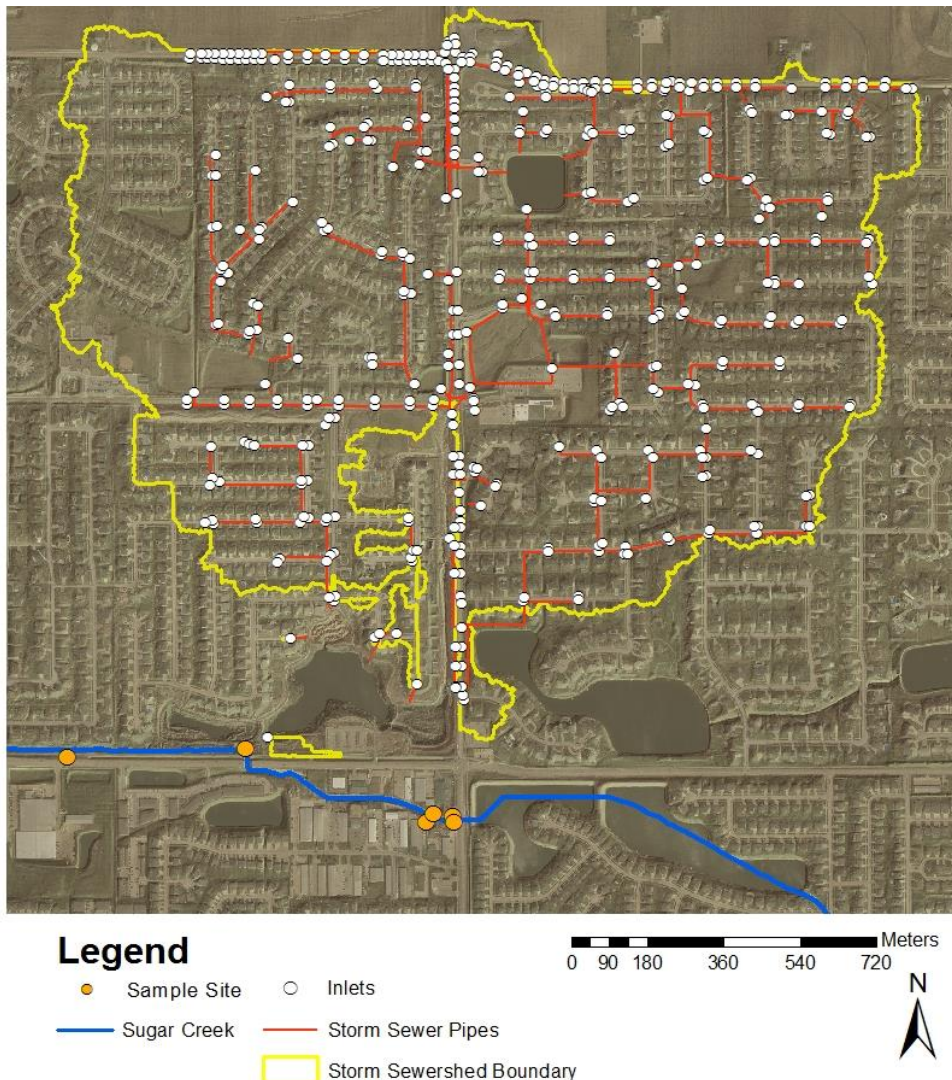 Legend
Sample Site
Inlets
Sugar Creek
Storm Sewer Pipes
Storm Sewershed Boundary
Meters
0 90 180 360 540 720
N